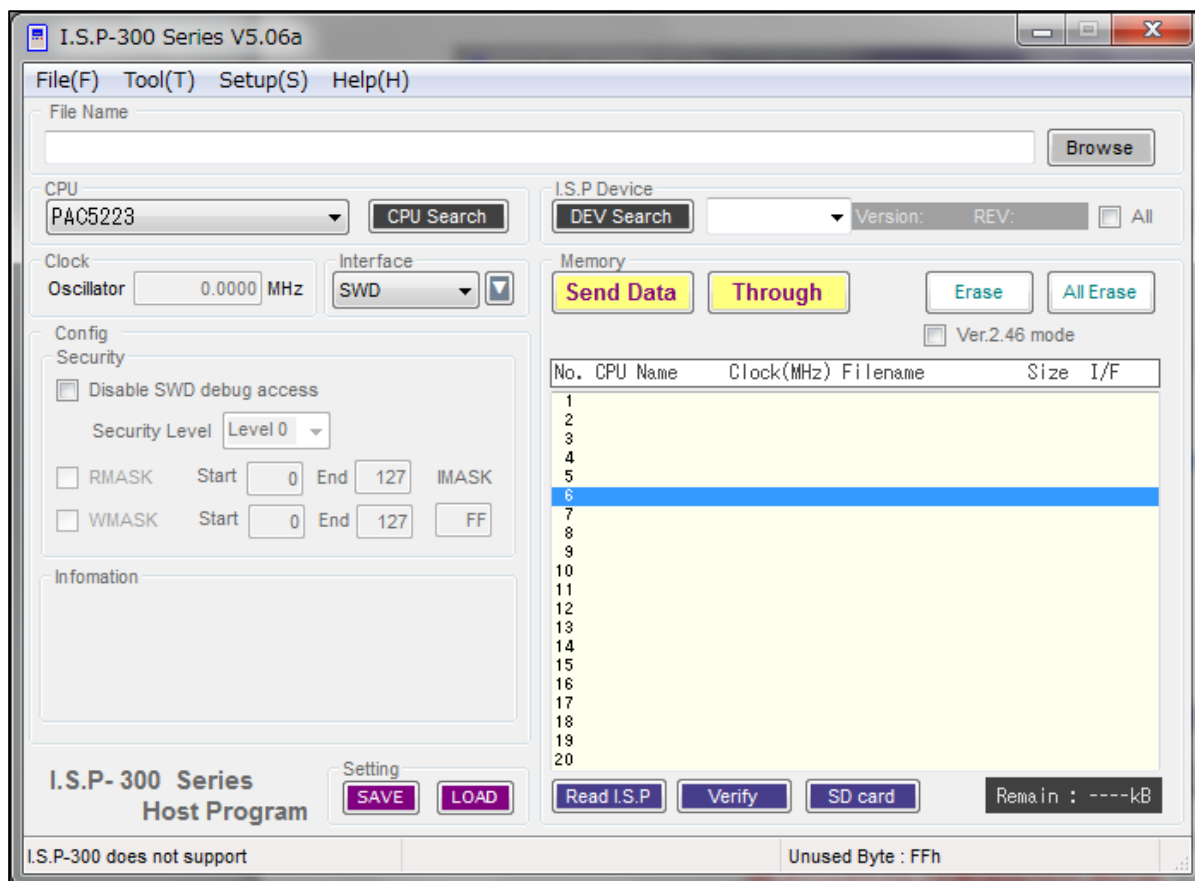 I.S.P-300 Series V5.06a
File(F) Tool(T) Setup(S) Help(H)
File Name
Browse
CPU
PAC5223 CPU Search
I.S.P Device
DEV Search Version: REV: All
Clock
Oscillator 0.0000 MHz
Interface
SWD
Memory
Send Data Through Erase All Erase
Ver.2.46 mode
Config
Security
Disable SWD debug access
Security Level Level 0
RMASK Start 0 End 127 IMASK
WMASK Start 0 End 127 FF
Infomation
No. CPU Name Clock(MHz) Filename Size I/F
1
2
3
4
5
6
7
8
9
10
11
12
13
14
15
16
17
18
19
20
I.S.P- 300 Series
Host Program
Setting
SAVE LOAD
Read I.S.P Verify SD card Remain : ----kB
I.S.P-300 does not support Unused Byte : FFh